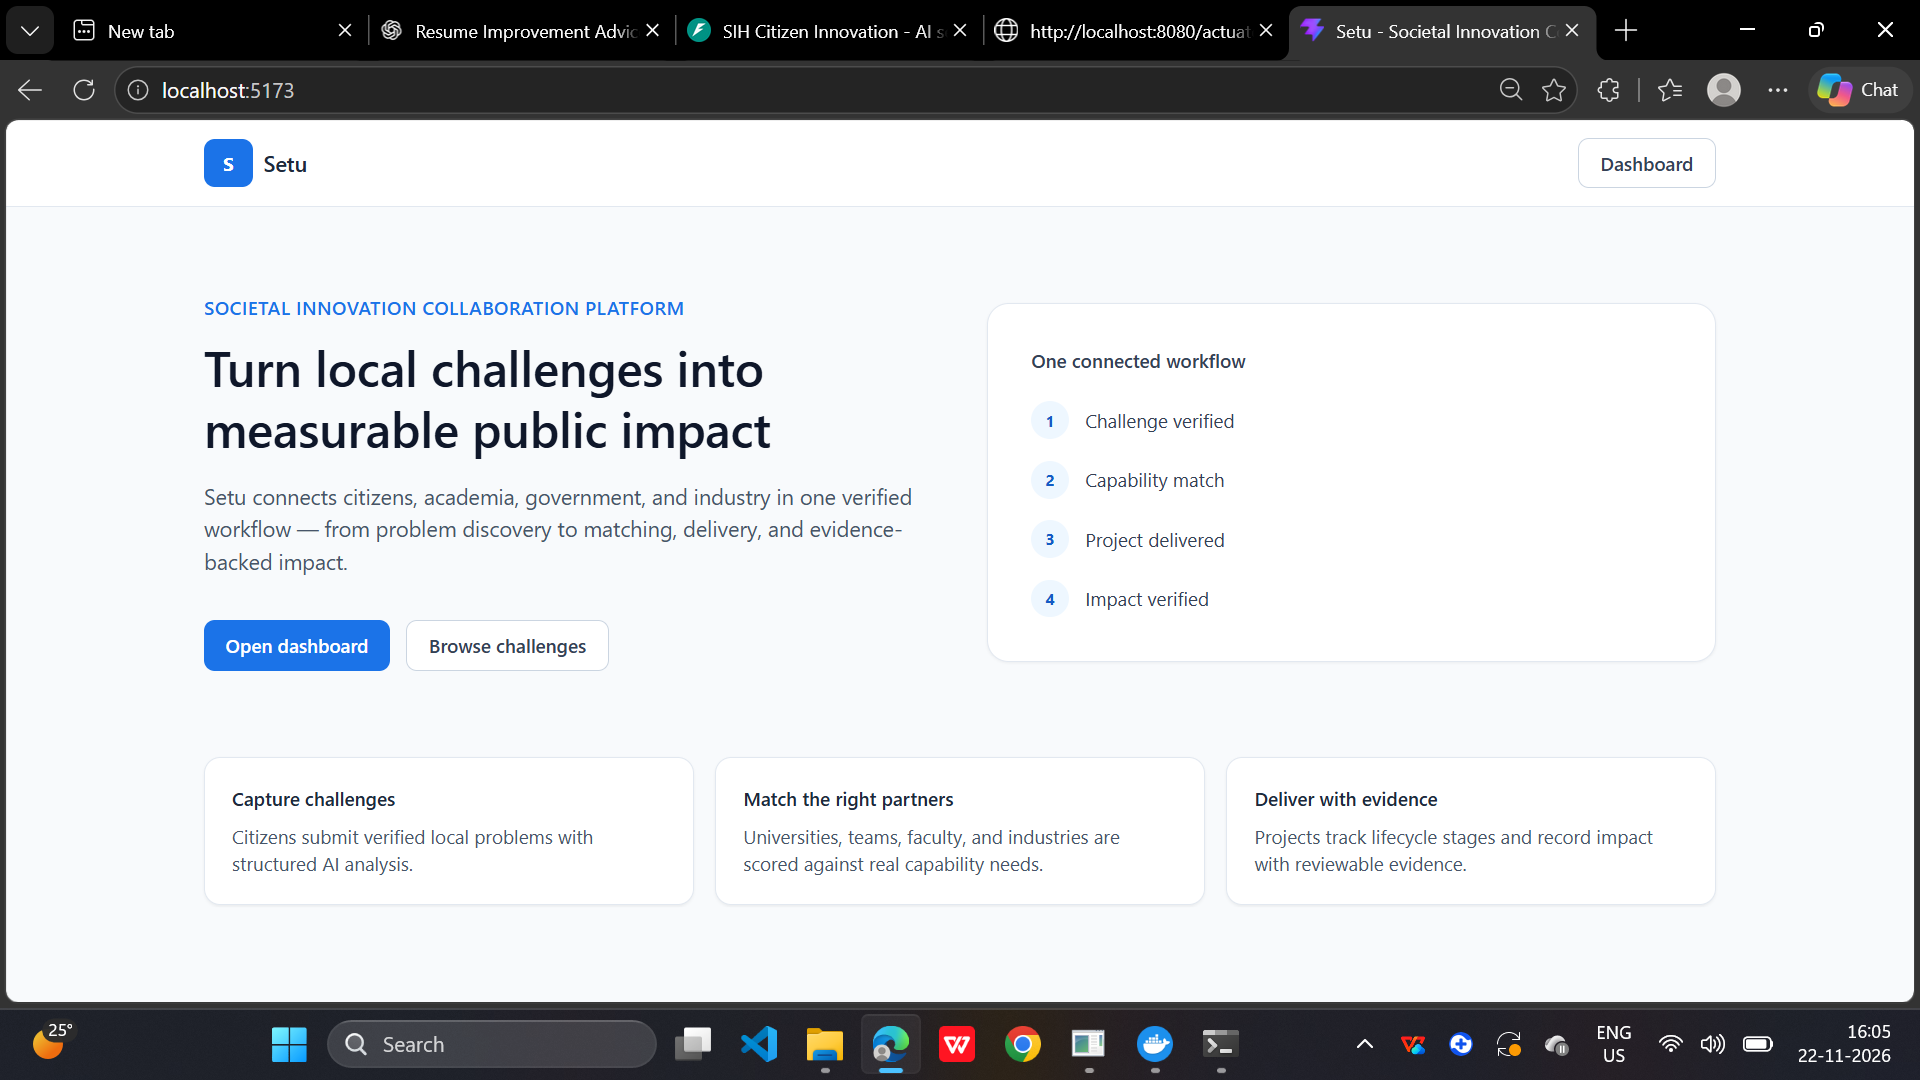 New tab
Resume Improvement Advic
SIH Citizen Innovation - AI s
http://localhost:8080/actuat
Setu - Societal Innovation C
localhost:5173
Chat
S Setu
Dashboard
SOCIETAL INNOVATION COLLABORATION PLATFORM
Turn local challenges into
measurable public impact
Setu connects citizens, academia, government, and industry in one verified
workflow — from problem discovery to matching, delivery, and evidence-
backed impact.
Open dashboard
Browse challenges
One connected workflow
1 Challenge verified
2 Capability match
3 Project delivered
4 Impact verified
Capture challenges
Citizens submit verified local problems with
structured AI analysis.
Match the right partners
Universities, teams, faculty, and industries are
scored against real capability needs.
Deliver with evidence
Projects track lifecycle stages and record impact
with reviewable evidence.
25°
Search
W
ENG
US
16:05
22-11-2026